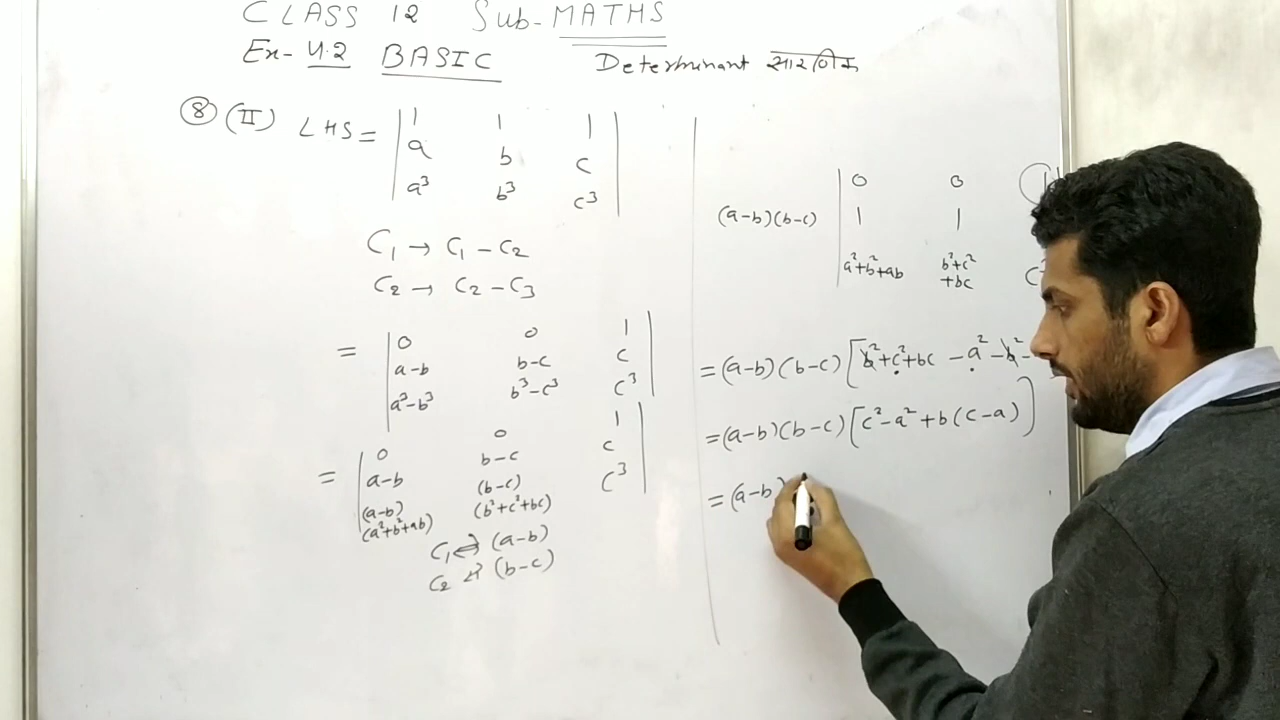 CLASS 12 Sub-MATHS
Ex- 4.2 BASIC Determinant सारणिक
⑧ (II) LHS = | 1 1 1 |
| a b c |
| a³ b³ c³ |
C₁ → C₁ - C₂
C₂ → C₂ - C₃
= | 0 0 1 |
| a-b b-c c |
| a³-b³ b³-c³ c³ |
= | 0 0 1 |
| a-b b-c c |
| (a-b) (b-c) c³ |
| (a²+b²+ab) (b²+c²+bc) |
C₁ से (a-b)
C₂ से (b-c)
| 0 0 1
(a-b)(b-c) | 1 1
| a²+b²+ab b²+c²
+bc
= (a-b)(b-c)[b²+c²+bc -a²-b²-
= (a-b)(b-c)[c²-a²+b(c-a)]
= (a-b)